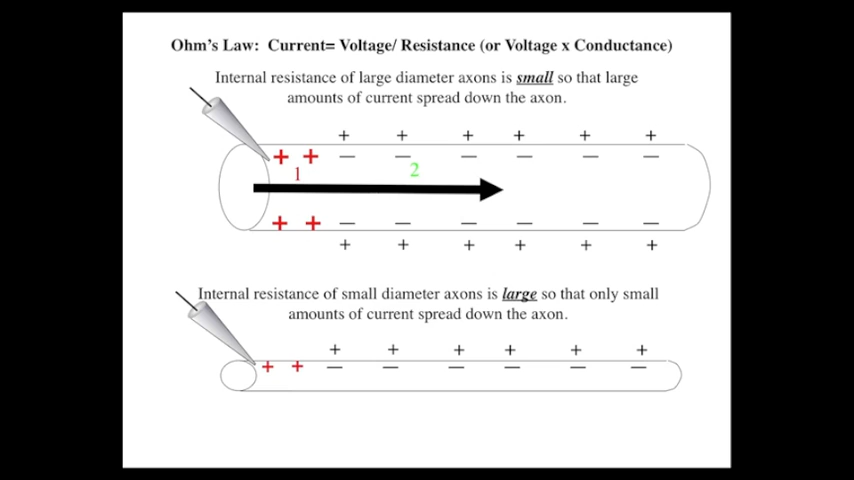 Ohm's Law: Current= Voltage/ Resistance (or Voltage x Conductance)
Internal resistance of large diameter axons is small so that large
amounts of current spread down the axon.
+ + + + + +
+ + — — — — — —
1 2
+ + — — — — — —
+ + + + + +
Internal resistance of small diameter axons is large so that only small
amounts of current spread down the axon.
+ + + + + +
+ + — — — — — —